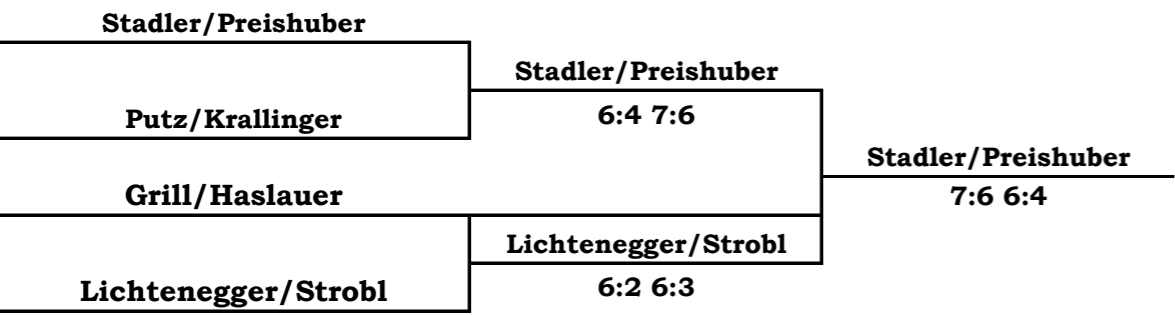 Stadler/Preishuber
Stadler/Preishuber
Putz/Krallinger
6:4 7:6
Stadler/Preishuber
Grill/Haslauer
7:6 6:4
Lichtenegger/Strobl
Lichtenegger/Strobl
6:2 6:3